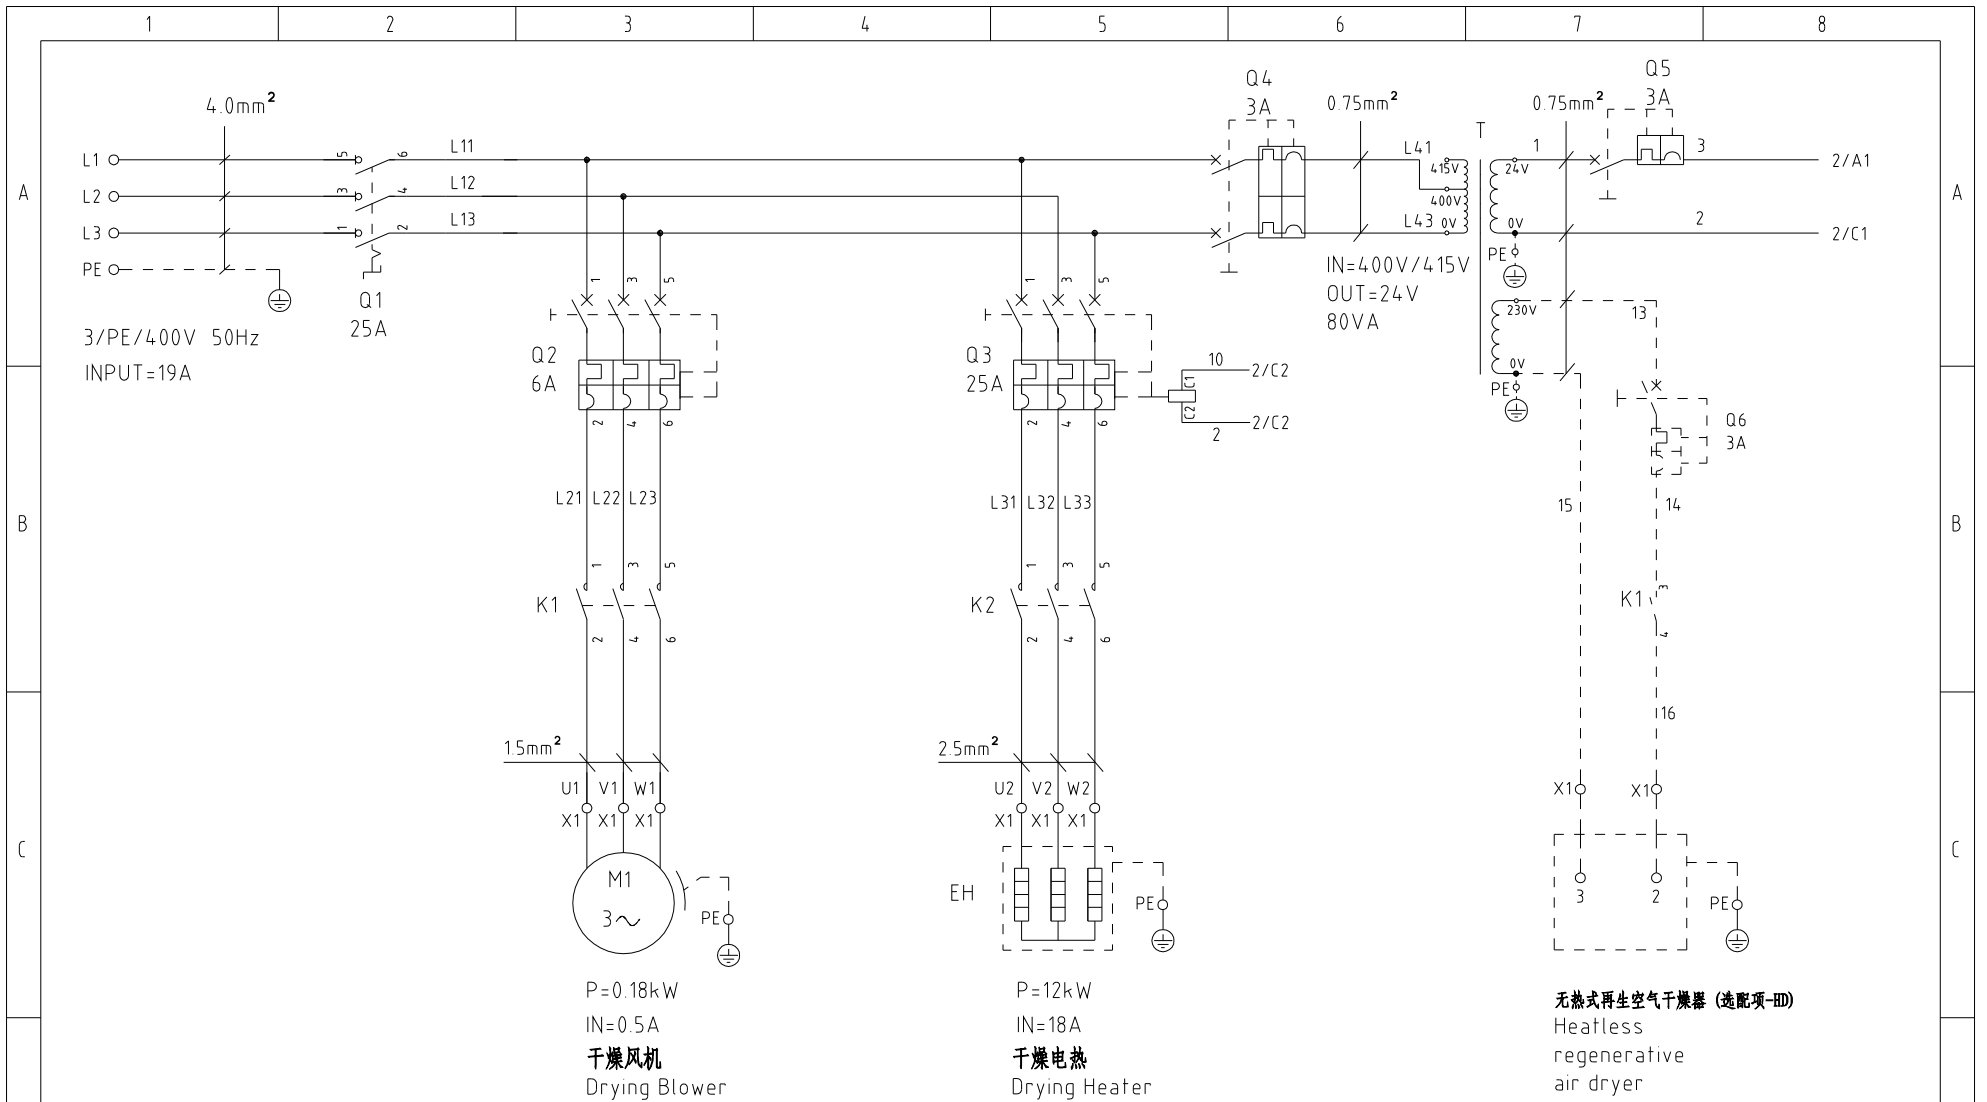 1 2 3 4 5 6 7 8
A A
B B
C C
4.0mm²
L1
L2
L3
PE
3/PE/400V 50Hz
INPUT=19A
5 6
3 4
1 2
Q1
25A
L11
L12
L13
1 3 5
Q2
6A
2 4 6
L21 L22 L23
1 3 5
K1
2 4 6
1.5mm²
U1 V1 W1
X1 X1 X1
M1
3~
PE
P=0.18kW
IN=0.5A
干燥风机
Drying Blower
1 3 5
Q3
25A
2 4 6
10
2/C2
C1
C2
2/C2
2
L31 L32 L33
1 3 5
K2
2 4 6
2.5mm²
U2 V2 W2
X1 X1 X1
EH
PE
P=12kW
IN=18A
干燥电热
Drying Heater
Q4
3A
0.75mm²
L41
415V
400V
L43 0V
IN=400V/415V
OUT=24V
80VA
T
24V
0V
PE
230V
0V
PE
0.75mm²
1
Q5
3A
3
2/A1
2
2/C1
13
Q6
3A
15 14
3
K1
4
16
X1 X1
3 2
PE
无热式再生空气干燥器 (选配项-HD)
Heatless
regenerative
air dryer